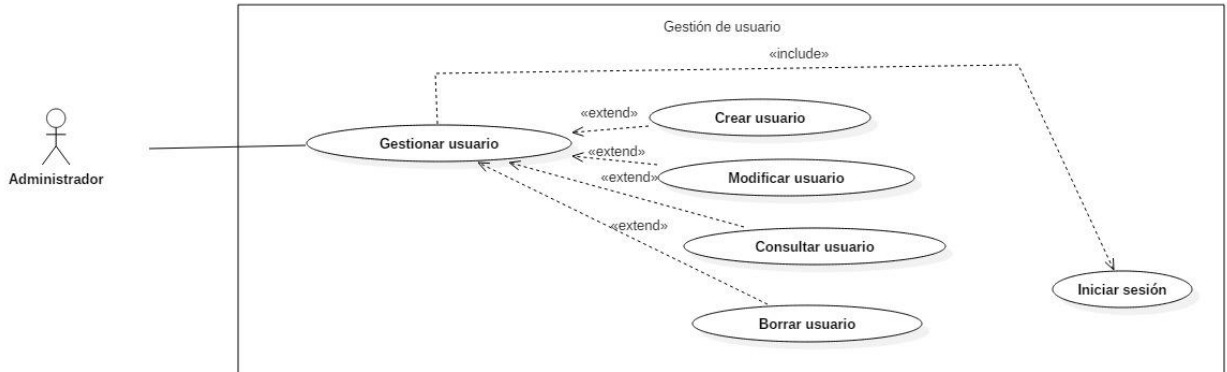 Gestión de usuario
«include»
«extend»
Crear usuario
Gestionar usuario
«extend»
Modificar usuario
«extend»
Administrador
«extend»
Consultar usuario
Iniciar sesión
Borrar usuario